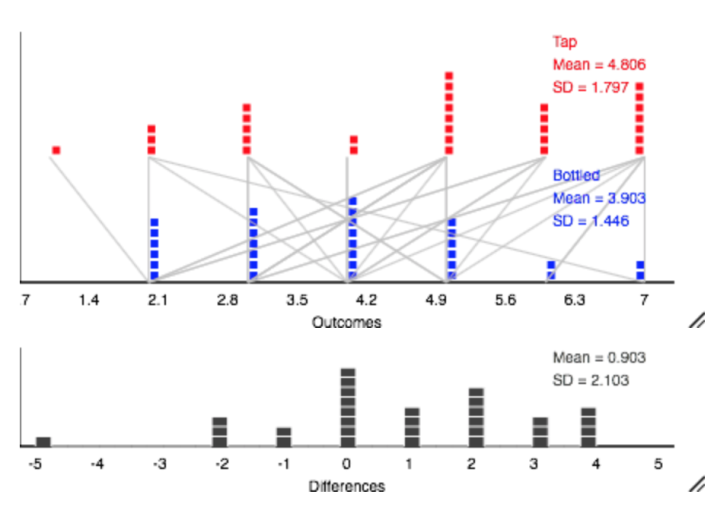 Tap
Mean = 4.806
SD = 1.797
Bottled
Mean = 3.903
SD = 1.446
.7 1.4 2.1 2.8 3.5 4.2 4.9 5.6 6.3 7
Outcomes
Mean = 0.903
SD = 2.103
-5 -4 -3 -2 -1 0 1 2 3 4 5
Differences